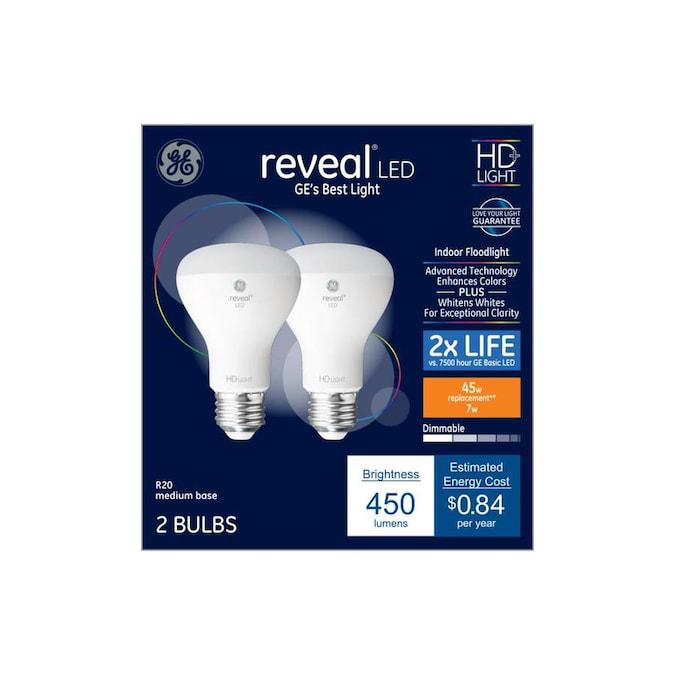 GE
reveal® LED
GE's Best Light
HD+
LIGHT
LOVE YOUR LIGHT
GUARANTEE
Indoor Floodlight
Advanced Technology
Enhances Colors
PLUS
Whitens Whites
For Exceptional Clarity
2x LIFE
vs. 7500 hour GE Basic LED
45w
replacement**
7w
Dimmable
GE
reveal®
LED
HD LIGHT
GE
reveal®
LED
HD LIGHT
R20
medium base
2 BULBS
Brightness
450
lumens
Estimated
Energy Cost
$0.84
per year